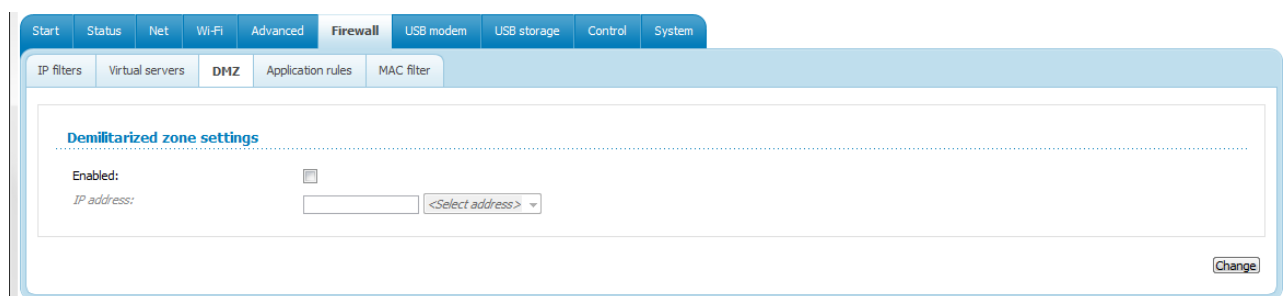 Start Status Net Wi-Fi Advanced Firewall USB modem USB storage Control System
IP filters Virtual servers DMZ Application rules MAC filter
Demilitarized zone settings
Enabled:
IP address: <Select address>
Change